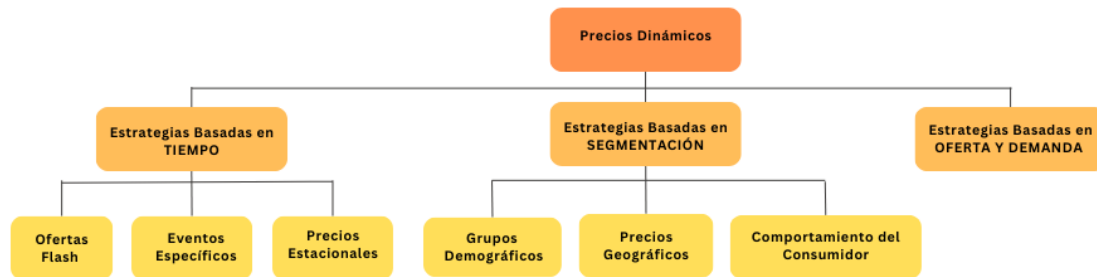 Precios Dinámicos
Estrategias Basadas en
TIEMPO
Estrategias Basadas en
SEGMENTACIÓN
Estrategias Basadas en
OFERTA Y DEMANDA
Ofertas
Flash
Eventos
Específicos
Precios
Estacionales
Grupos
Demográficos
Precios
Geográficos
Comportamiento del
Consumidor